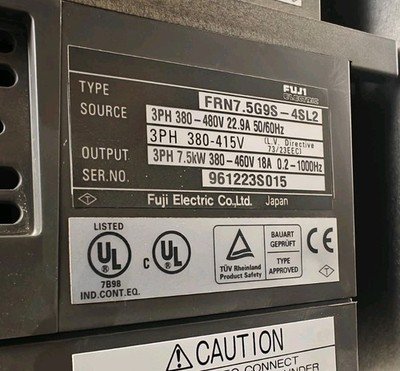 FUJI
ELECTRIC
TYPE FRN7.5G9S-4SL2
SOURCE 3PH 380-480V 22.9A 50/60Hz
3PH 380-415V (L.V. Directive 73/23EEC)
OUTPUT 3PH 7.5kW 380-460V 18A 0.2-1000Hz
SER.NO. 961223S015
T Fuji Electric Co.,Ltd. Japan
LISTED
UL
7B98
IND.CONT.EQ.
C UL
TÜV Rheinland
Product Safety
BAUART
GEPRÜFT
TYPE
APPROVED
CE
T
CAUTION
CONNECT